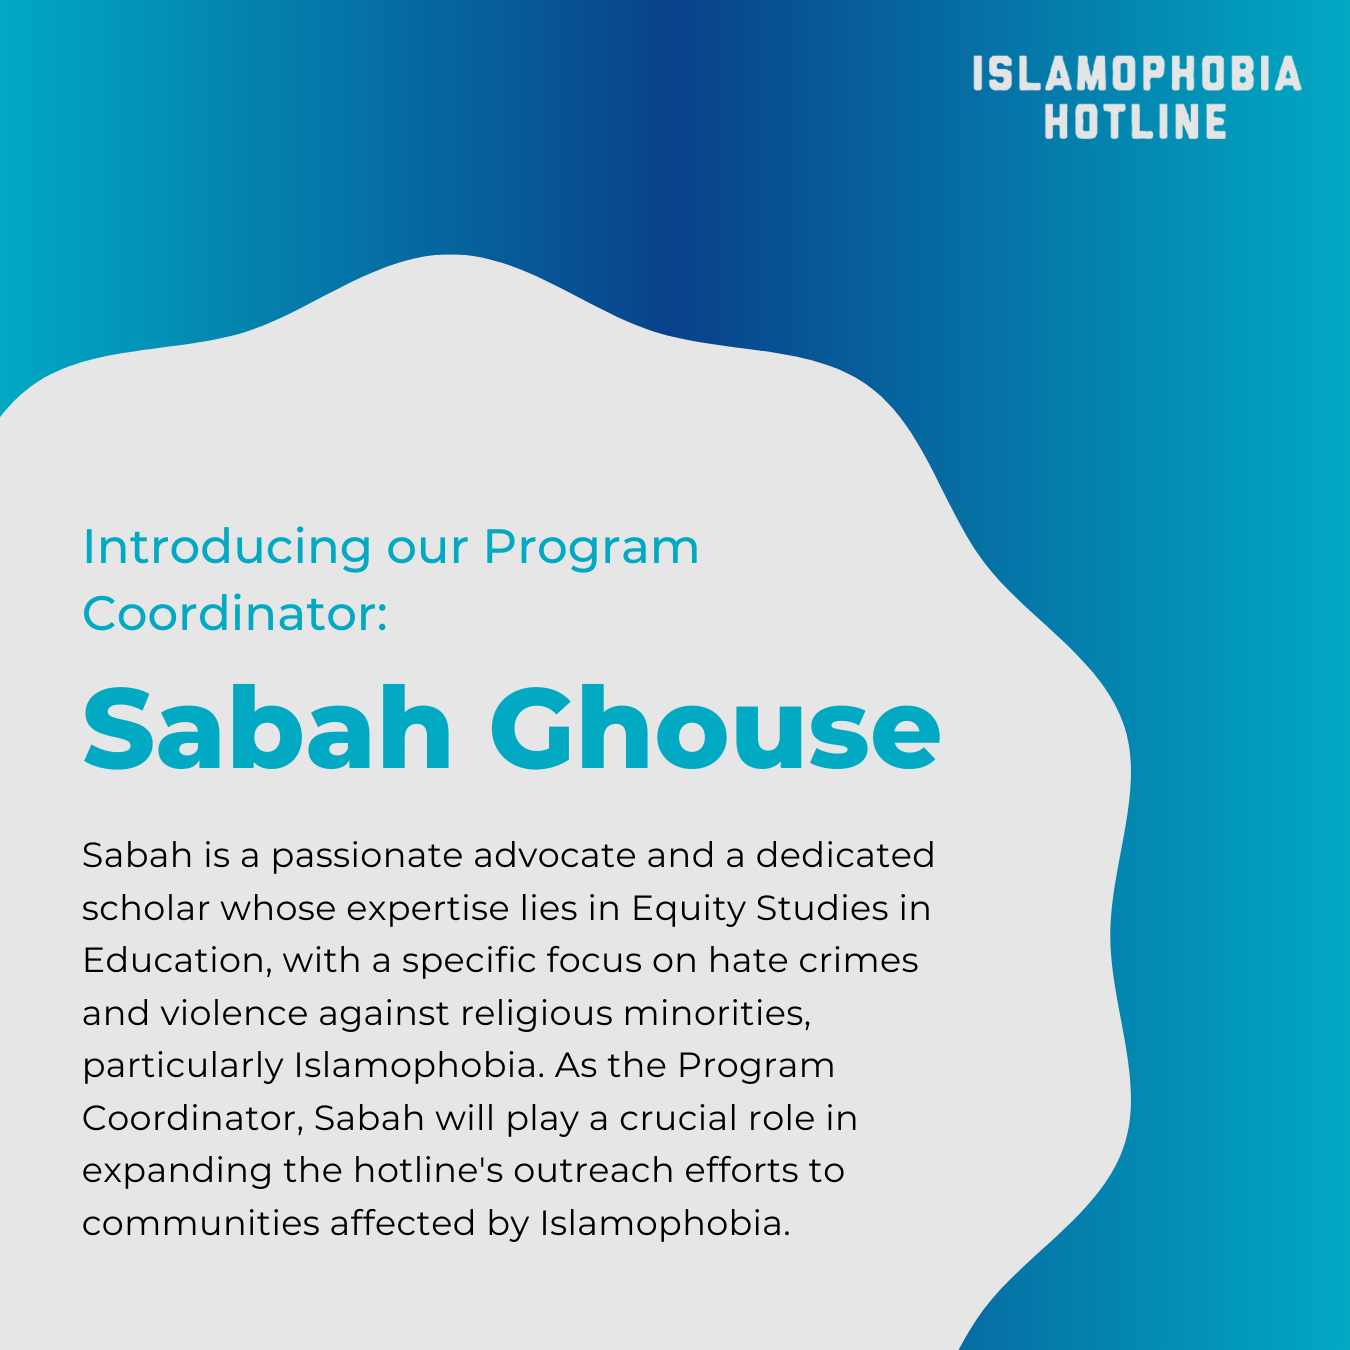 ISLAMOPHOBIA
HOTLINE
Introducing our Program
Coordinator:
Sabah Ghouse
Sabah is a passionate advocate and a dedicated
scholar whose expertise lies in Equity Studies in
Education, with a specific focus on hate crimes
and violence against religious minorities,
particularly Islamophobia. As the Program
Coordinator, Sabah will play a crucial role in
expanding the hotline's outreach efforts to
communities affected by Islamophobia.